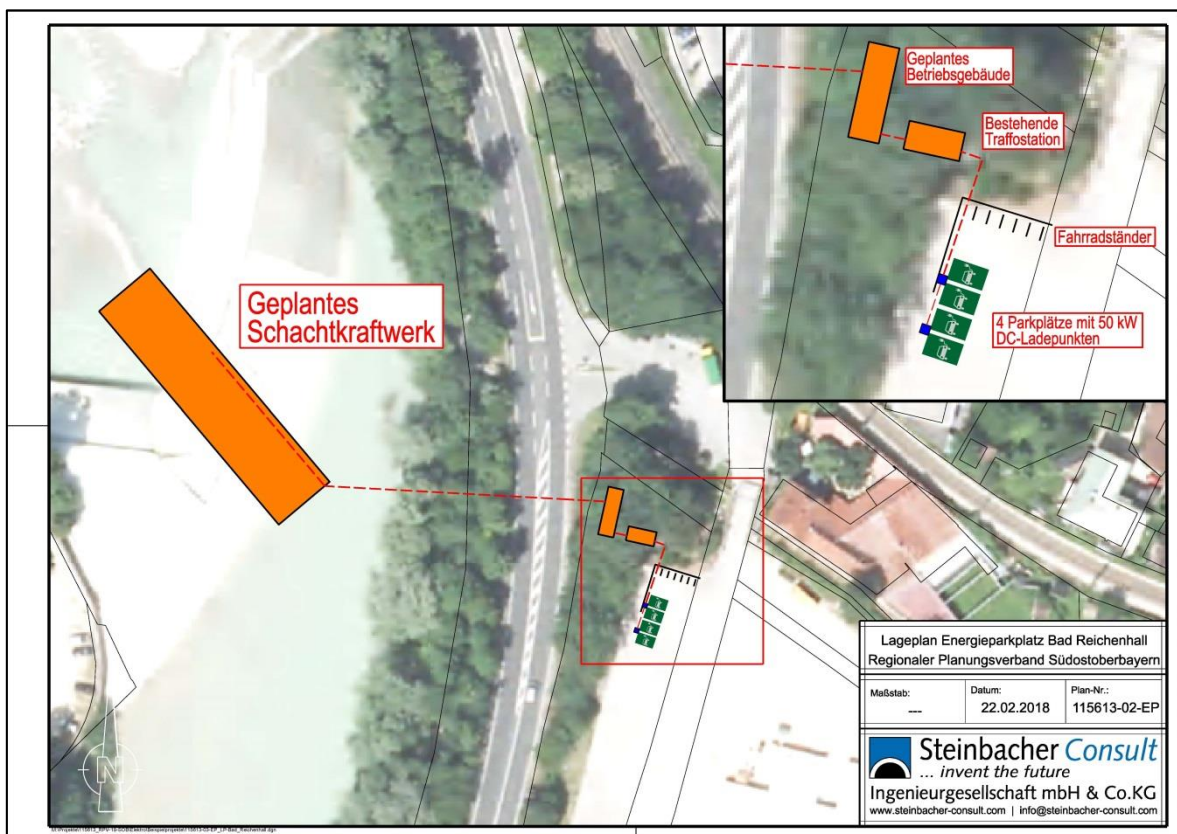 Geplantes
Schachtkraftwerk
Geplantes
Betriebsgebäude
Bestehende
Traffostation
Fahrradständer
4 Parkplätze mit 50 kW
DC-Ladepunkten
Lageplan Energieparkplatz Bad Reichenhall
Regionaler Planungsverband Südostoberbayern
Maßstab:
---
Datum:
22.02.2018
Plan-Nr.:
115613-02-EP
Steinbacher Consult
... invent the future
Ingenieurgesellschaft mbH & Co.KG
www.steinbacher-consult.com | info@steinbacher-consult.com
N